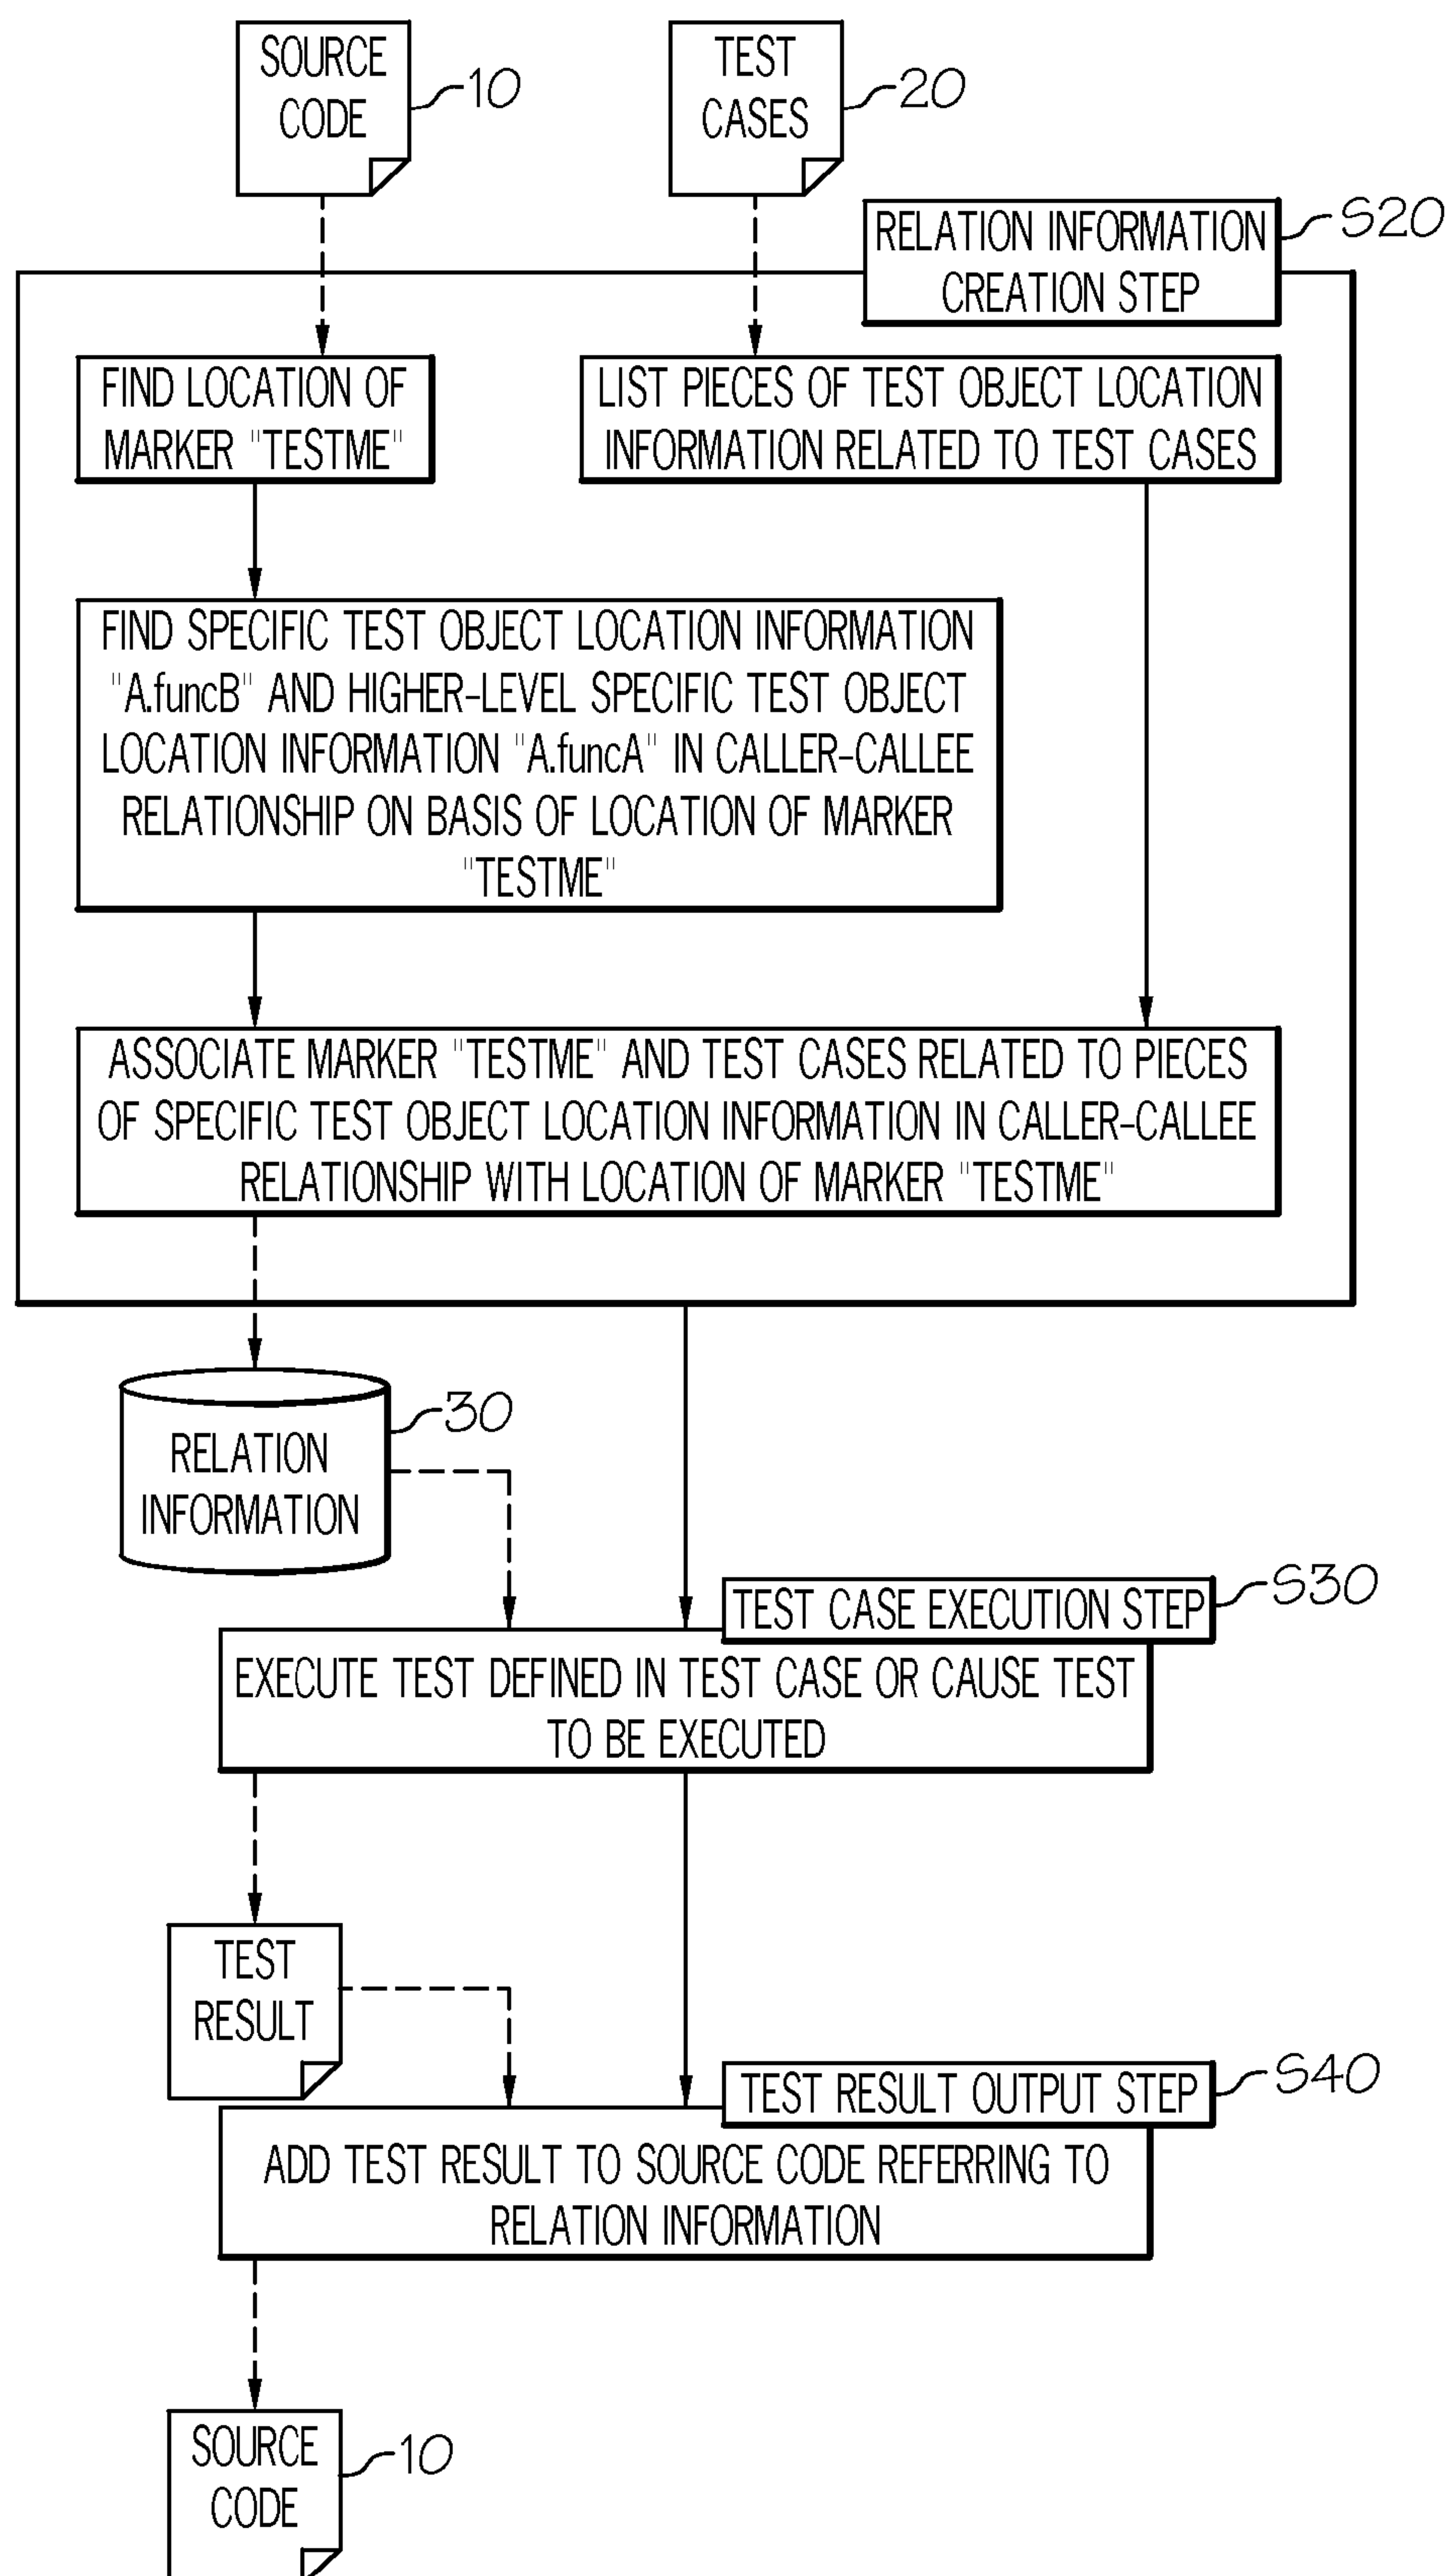 SOURCE
CODE
10
TEST
CASES
20
RELATION INFORMATION
CREATION STEP
S20
FIND LOCATION OF
MARKER "TESTME"
LIST PIECES OF TEST OBJECT LOCATION
INFORMATION RELATED TO TEST CASES
FIND SPECIFIC TEST OBJECT LOCATION INFORMATION
"A.funcB" AND HIGHER-LEVEL SPECIFIC TEST OBJECT
LOCATION INFORMATION "A.funcA" IN CALLER-CALLEE
RELATIONSHIP ON BASIS OF LOCATION OF MARKER
"TESTME"
ASSOCIATE MARKER "TESTME" AND TEST CASES RELATED TO PIECES
OF SPECIFIC TEST OBJECT LOCATION INFORMATION IN CALLER-CALLEE
RELATIONSHIP WITH LOCATION OF MARKER "TESTME"
30
RELATION
INFORMATION
TEST CASE EXECUTION STEP
S30
EXECUTE TEST DEFINED IN TEST CASE OR CAUSE TEST
TO BE EXECUTED
TEST
RESULT
TEST RESULT OUTPUT STEP
S40
ADD TEST RESULT TO SOURCE CODE REFERRING TO
RELATION INFORMATION
SOURCE
CODE
10